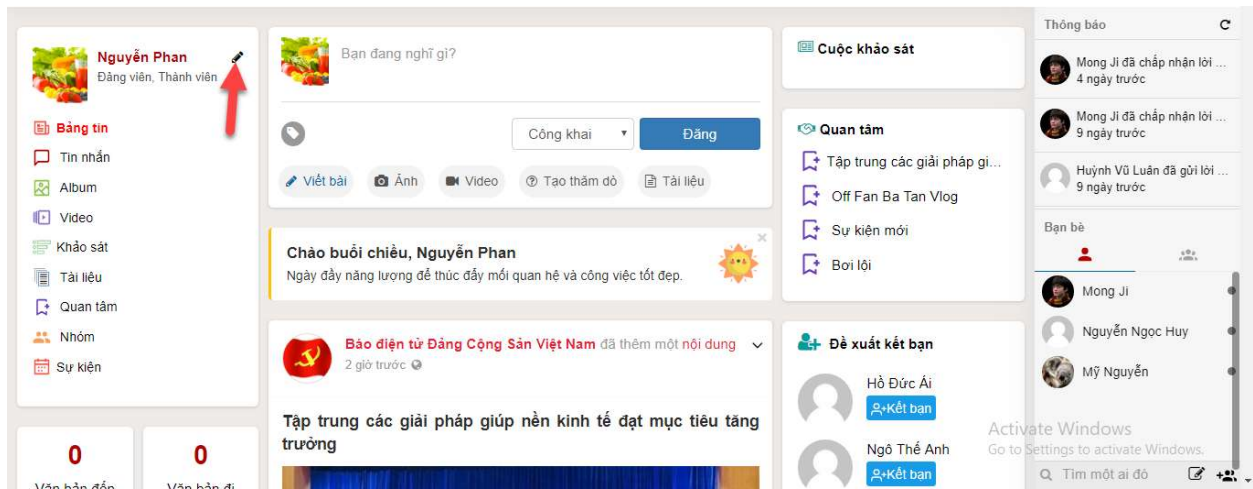 Nguyễn Phan
Đảng viên, Thành viên
Bảng tin
Tin nhắn
Album
Video
Khảo sát
Tài liệu
Quan tâm
Nhóm
Sự kiện
0
Văn bản đến
0
Văn bản đi
Bạn đang nghĩ gì?
Công khai
Đăng
Viết bài
Ảnh
Video
Tạo thăm dò
Tài liệu
Chào buổi chiều, Nguyễn Phan
Ngày đầy năng lượng để thúc đẩy mối quan hệ và công việc tốt đẹp.
Báo điện tử Đảng Cộng Sản Việt Nam đã thêm một nội dung
2 giờ trước
Tập trung các giải pháp giúp nền kinh tế đạt mục tiêu tăng
trưởng
Cuộc khảo sát
Quan tâm
Tập trung các giải pháp gi...
Off Fan Ba Tan Vlog
Sự kiện mới
Bơi lội
Đề xuất kết bạn
Hồ Đức Ái
Kết bạn
Ngô Thế Anh
Kết bạn
Thông báo
Mong Ji đã chấp nhận lời ...
4 ngày trước
Mong Ji đã chấp nhận lời ...
9 ngày trước
Huỳnh Vũ Luân đã gửi lời ...
9 ngày trước
Bạn bè
Mong Ji
Nguyễn Ngọc Huy
Mỹ Nguyễn
Activate Windows
Go to Settings to activate Windows.
Tìm một ai đó